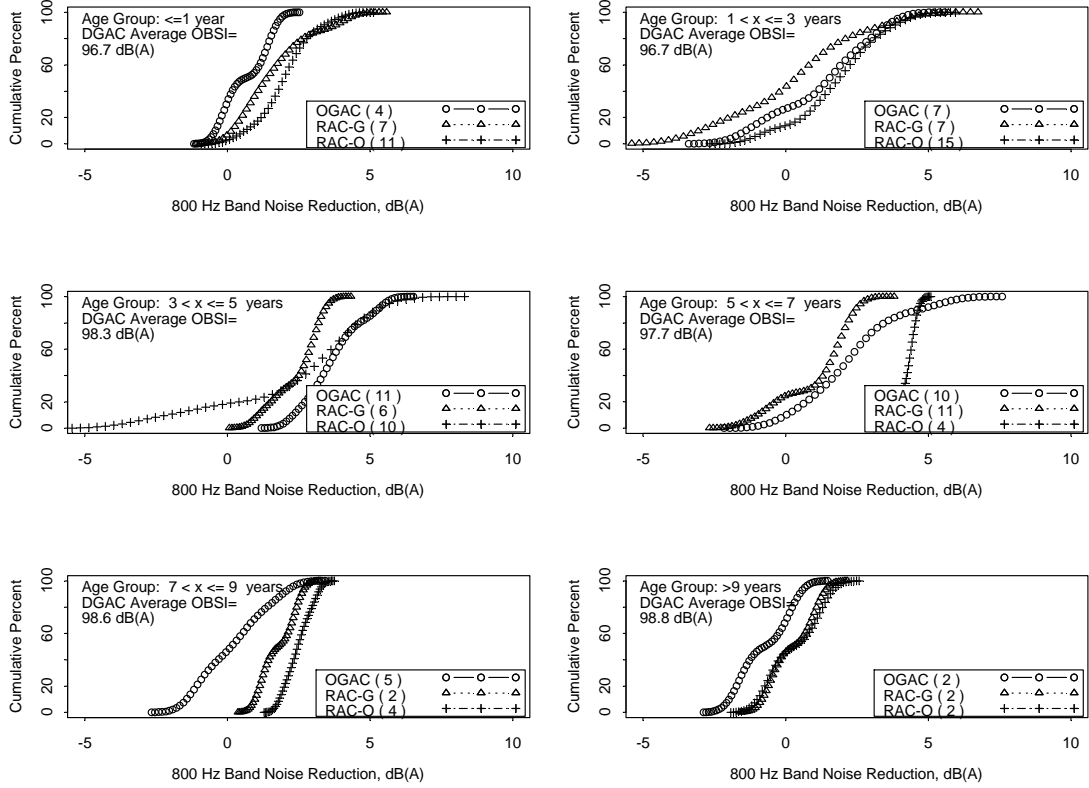 Cumulative Percent
0 20 60 100
Age Group: <=1 year
DGAC Average OBSI=
96.7 dB(A)
OGAC ( 4 )
RAC-G ( 7 )
RAC-O ( 11 )
-5 0 5 10
800 Hz Band Noise Reduction, dB(A)
Cumulative Percent
0 20 60 100
Age Group: 1 < x <= 3 years
DGAC Average OBSI=
96.7 dB(A)
OGAC ( 7 )
RAC-G ( 7 )
RAC-O ( 15 )
-5 0 5 10
800 Hz Band Noise Reduction, dB(A)
Cumulative Percent
0 20 60 100
Age Group: 3 < x <= 5 years
DGAC Average OBSI=
98.3 dB(A)
OGAC ( 11 )
RAC-G ( 6 )
RAC-O ( 10 )
-5 0 5 10
800 Hz Band Noise Reduction, dB(A)
Cumulative Percent
0 20 60 100
Age Group: 5 < x <= 7 years
DGAC Average OBSI=
97.7 dB(A)
OGAC ( 10 )
RAC-G ( 11 )
RAC-O ( 4 )
-5 0 5 10
800 Hz Band Noise Reduction, dB(A)
Cumulative Percent
0 20 60 100
Age Group: 7 < x <= 9 years
DGAC Average OBSI=
98.6 dB(A)
OGAC ( 5 )
RAC-G ( 2 )
RAC-O ( 4 )
-5 0 5 10
800 Hz Band Noise Reduction, dB(A)
Cumulative Percent
0 20 60 100
Age Group: >9 years
DGAC Average OBSI=
98.8 dB(A)
OGAC ( 2 )
RAC-G ( 2 )
RAC-O ( 2 )
-5 0 5 10
800 Hz Band Noise Reduction, dB(A)